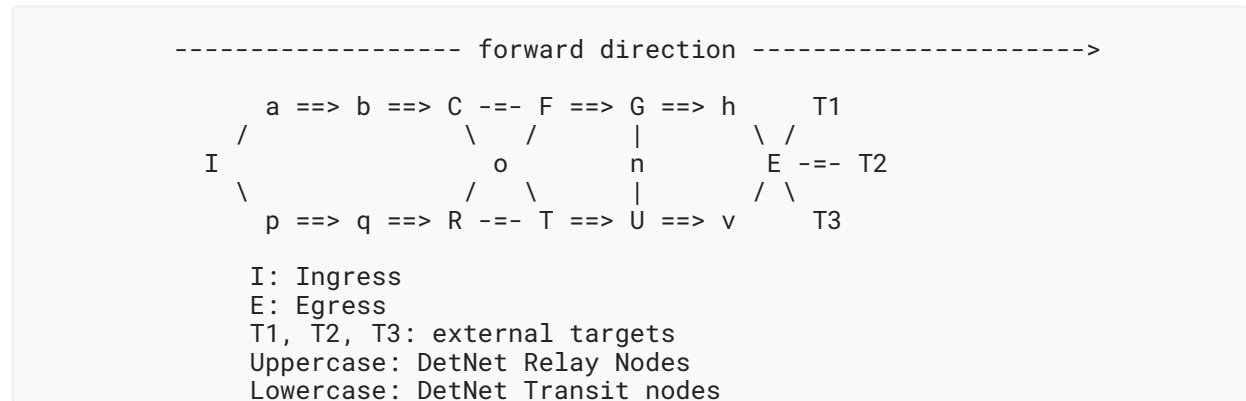 ------------------- forward direction ---------------------->
a ==> b ==> C -=- F ==> G ==> h T1
/ \ / | \ /
I o n E -=- T2
\ / \ | / \
p ==> q ==> R -=- T ==> U ==> v T3
I: Ingress
E: Egress
T1, T2, T3: external targets
Uppercase: DetNet Relay Nodes
Lowercase: DetNet Transit nodes